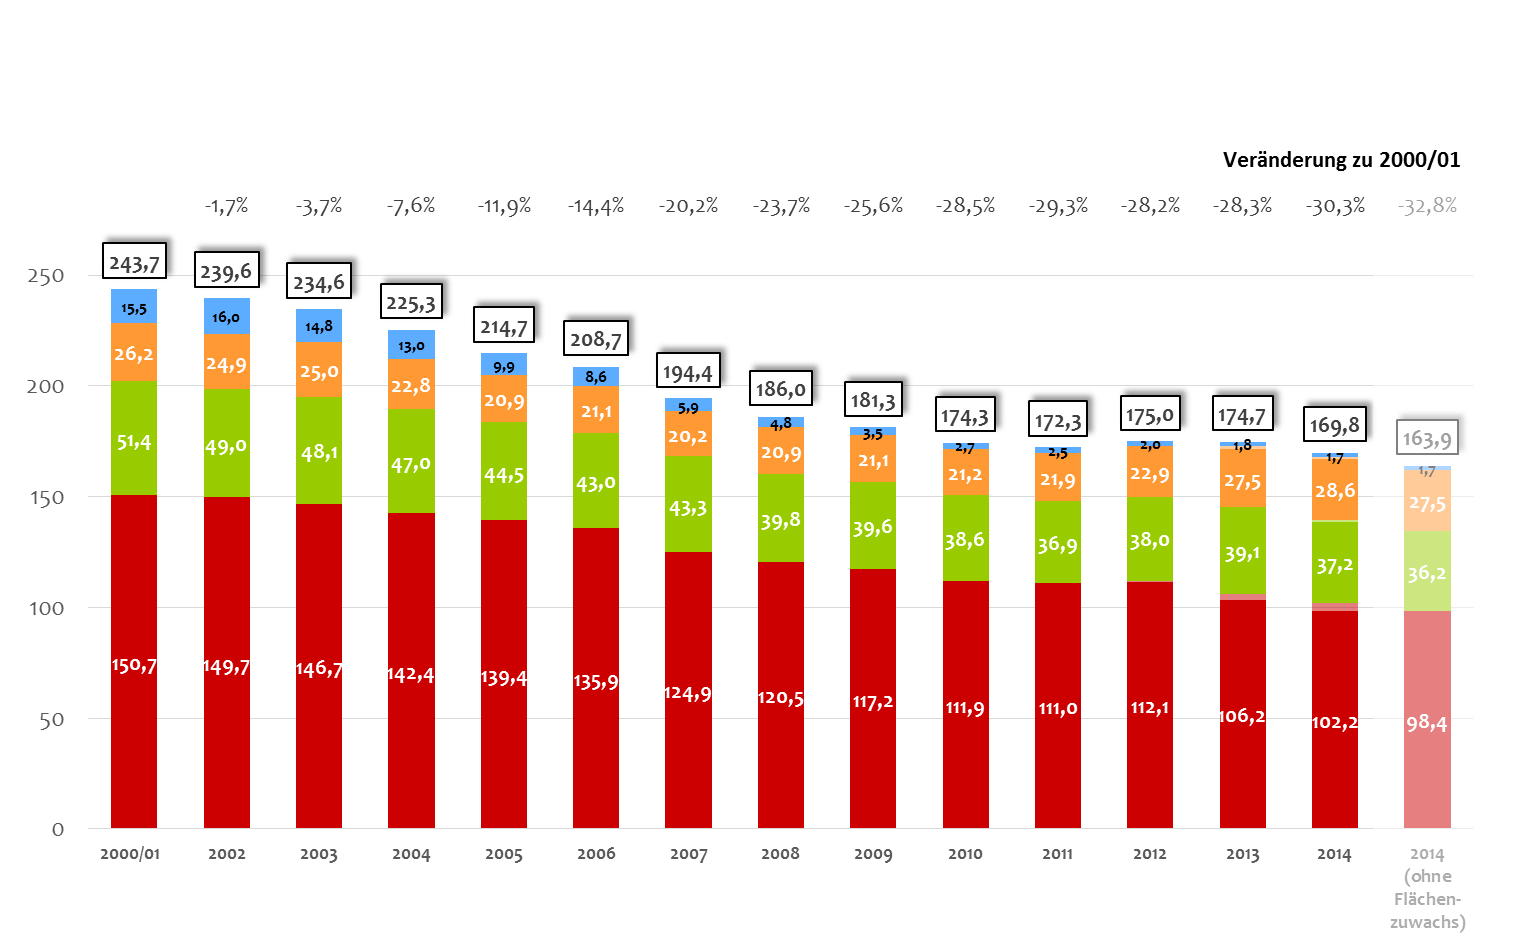 Veränderung zu 2000/01
-1,7% -3,7% -7,6% -11,9% -14,4% -20,2% -23,7% -25,6% -28,5% -29,3% -28,2% -28,3% -30,3% -32,8%
243,7 239,6 234,6 225,3 214,7 208,7 194,4 186,0 181,3 174,3 172,3 175,0 174,7 169,8 163,9
250
15,5 16,0 14,8 13,0 9,9 8,6 5,9 4,8 3,5 2,7 2,5 2,0 1,8 1,7 1,7
26,2 24,9 25,0 22,8 20,9 21,1 20,2 20,9 21,1 21,2 21,9 22,9 27,5 28,6 27,5
200
51,4 49,0 48,1 47,0 44,5 43,0 43,3 39,8 39,6 38,6 36,9 38,0 39,1 37,2 36,2
150
100
150,7 149,7 146,7 142,4 139,4 135,9 124,9 120,5 117,2 111,9 111,0 112,1 106,2 102,2 98,4
50
0
2000/01 2002 2003 2004 2005 2006 2007 2008 2009 2010 2011 2012 2013 2014 2014
(ohne
Flächen-
zuwachs)